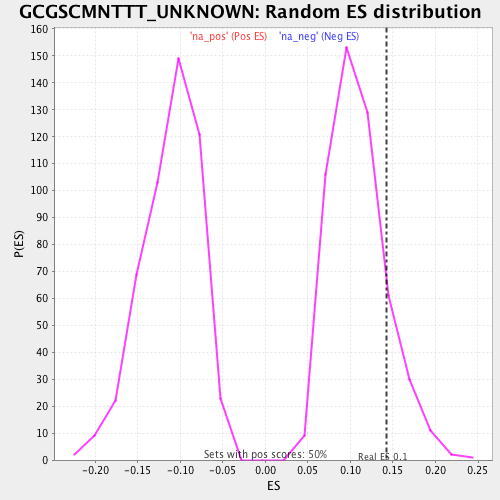 GCGSCMNTTT_UNKNOWN: Random ES distribution
'na_pos' (Pos ES) 'na_neg' (Neg ES)
160
150
140
130
120
110
100
90
80
70
60
50
40
30
20
10
0
P(ES)
Sets with pos scores: 50%
Real ES 0.1
-0.20 -0.15 -0.10 -0.05 0.00 0.05 0.10 0.15 0.20 0.25
ES